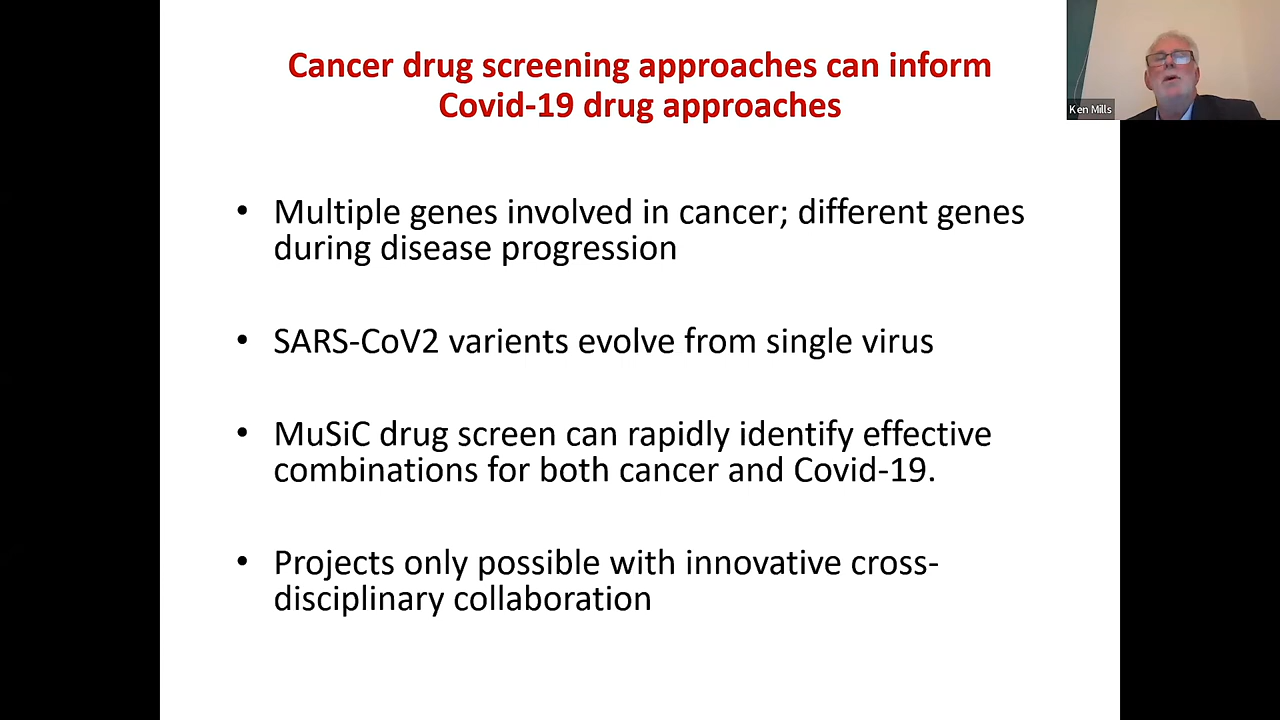 Cancer drug screening approaches can inform
Covid-19 drug approaches
Ken Mills
• Multiple genes involved in cancer; different genes
during disease progression
• SARS-CoV2 varients evolve from single virus
• MuSiC drug screen can rapidly identify effective
combinations for both cancer and Covid-19.
• Projects only possible with innovative cross-
disciplinary collaboration